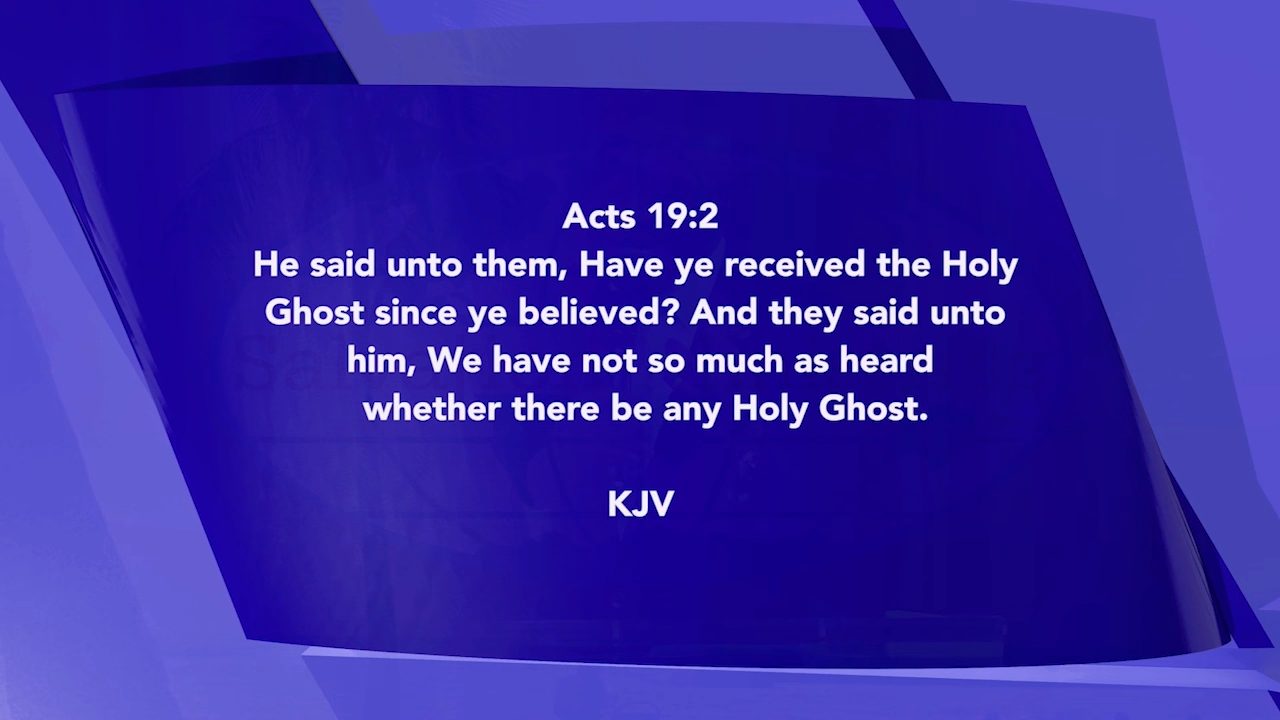 Acts 19:2
He said unto them, Have ye received the Holy
Ghost since ye believed? And they said unto
him, We have not so much as heard
whether there be any Holy Ghost.
KJV